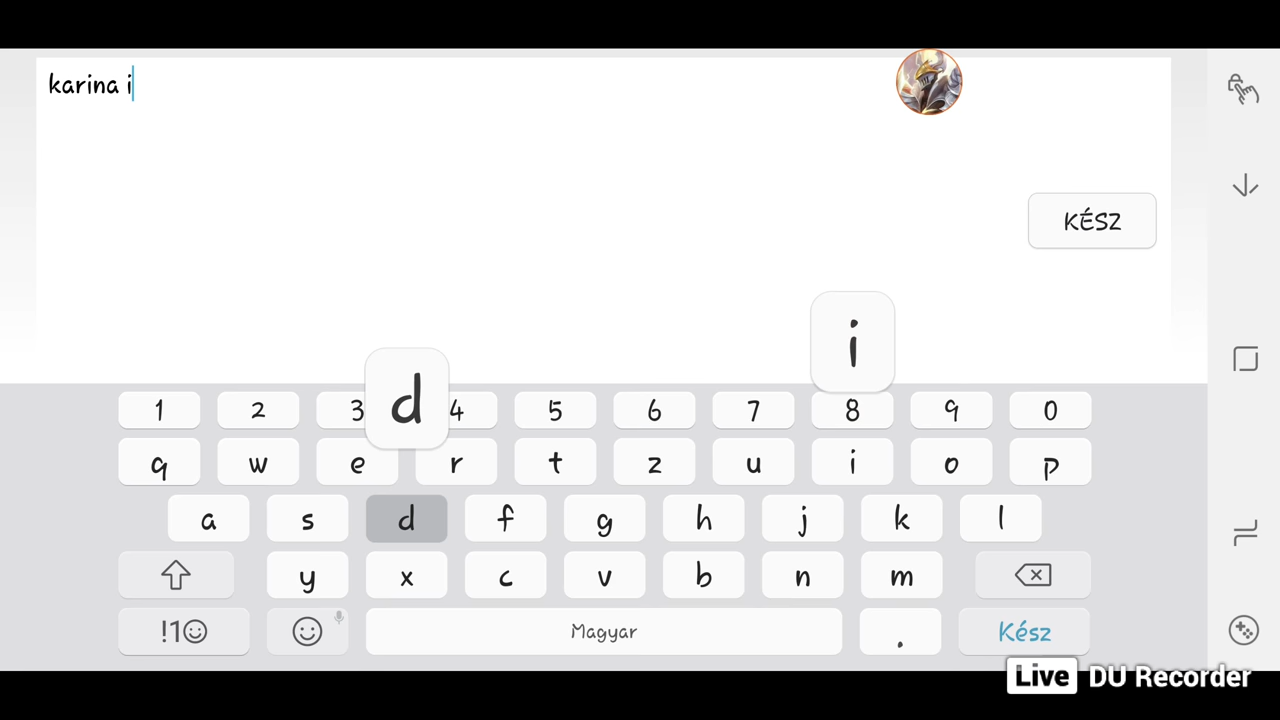 karina i
KÉSZ
d i
1 2 3 4 5 6 7 8 9 0
q w e r t z u i o p
a s d f g h j k l
y x c v b n m
!1☺ Magyar . Kész
Live DU Recorder